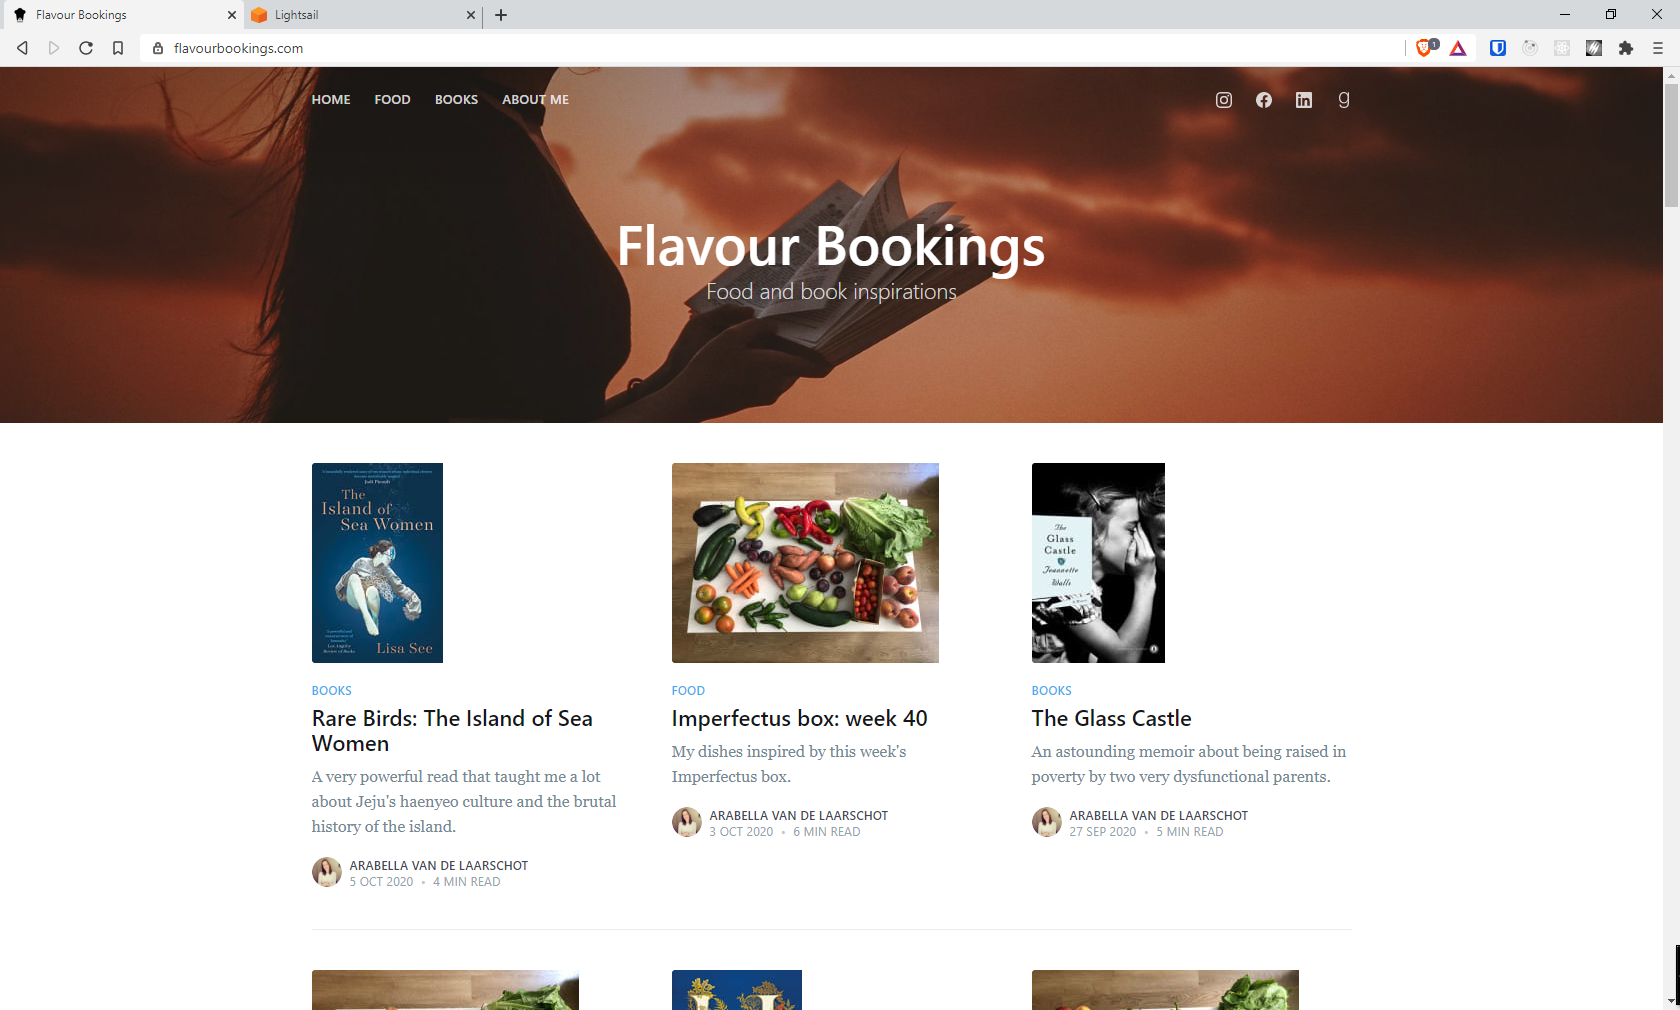 Flavour Bookings
Lightsail
flavourbookings.com
1
HOME FOOD BOOKS ABOUT ME
Flavour Bookings
Food and book inspirations
Jodi Picoult
The
Island of
Sea Women
Lisa See
The
Glass
Castle
Jeannette
Walls
BOOKS
Rare Birds: The Island of Sea
Women
A very powerful read that taught me a lot
about Jeju's haenyeo culture and the brutal
history of the island.
ARABELLA VAN DE LAARSCHOT
5 OCT 2020 • 4 MIN READ
FOOD
Imperfectus box: week 40
My dishes inspired by this week's
Imperfectus box.
ARABELLA VAN DE LAARSCHOT
3 OCT 2020 • 6 MIN READ
BOOKS
The Glass Castle
An astounding memoir about being raised in
poverty by two very dysfunctional parents.
ARABELLA VAN DE LAARSCHOT
27 SEP 2020 • 5 MIN READ